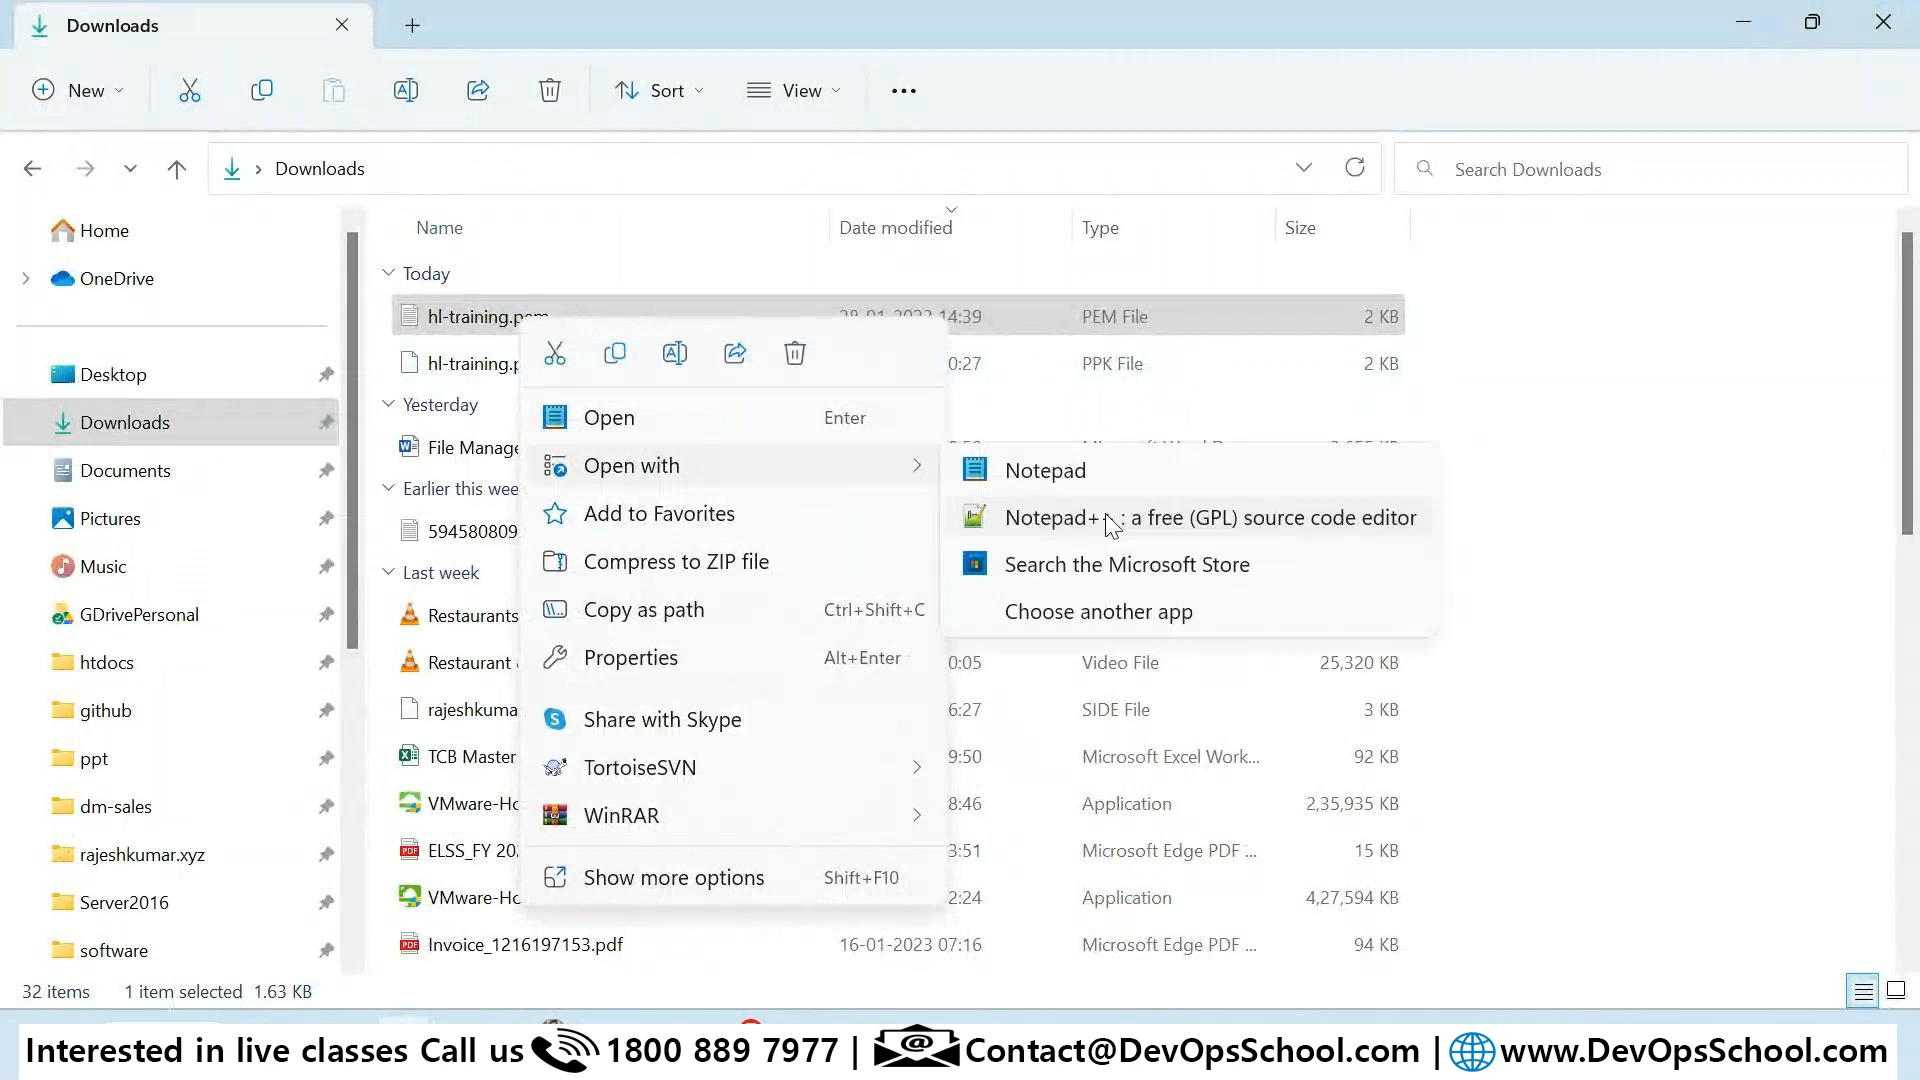 Downloads
New Sort View
Downloads Search Downloads
Home
OneDrive
Desktop
Downloads
Documents
Pictures
Music
GDrivePersonal
htdocs
github
ppt
dm-sales
rajeshkumar.xyz
Server2016
software
Name Date modified Type Size
Today
hl-training.pem 14:39 PEM File 2 KB
hl-training.p 0:27 PPK File 2 KB
Yesterday
File Manage
Earlier this wee
594580809
Last week
Restaurants
Restaurant 0:05 Video File 25,320 KB
rajeshkuma 6:27 SIDE File 3 KB
TCB Master 9:50 Microsoft Excel Work... 92 KB
VMware-Ho 8:46 Application 2,35,935 KB
ELSS_FY 20 3:51 Microsoft Edge PDF ... 15 KB
VMware-Ho 2:24 Application 4,27,594 KB
Invoice_1216197153.pdf 16-01-2023 07:16 Microsoft Edge PDF ... 94 KB
Open Enter
Open with
Add to Favorites
Compress to ZIP file
Copy as path Ctrl+Shift+C
Properties Alt+Enter
Share with Skype
TortoiseSVN
WinRAR
Show more options Shift+F10
Notepad
Notepad+ : a free (GPL) source code editor
Search the Microsoft Store
Choose another app
32 items 1 item selected 1.63 KB
Interested in live classes Call us 1800 889 7977 | Contact@DevOpsSchool.com | www.DevOpsSchool.com